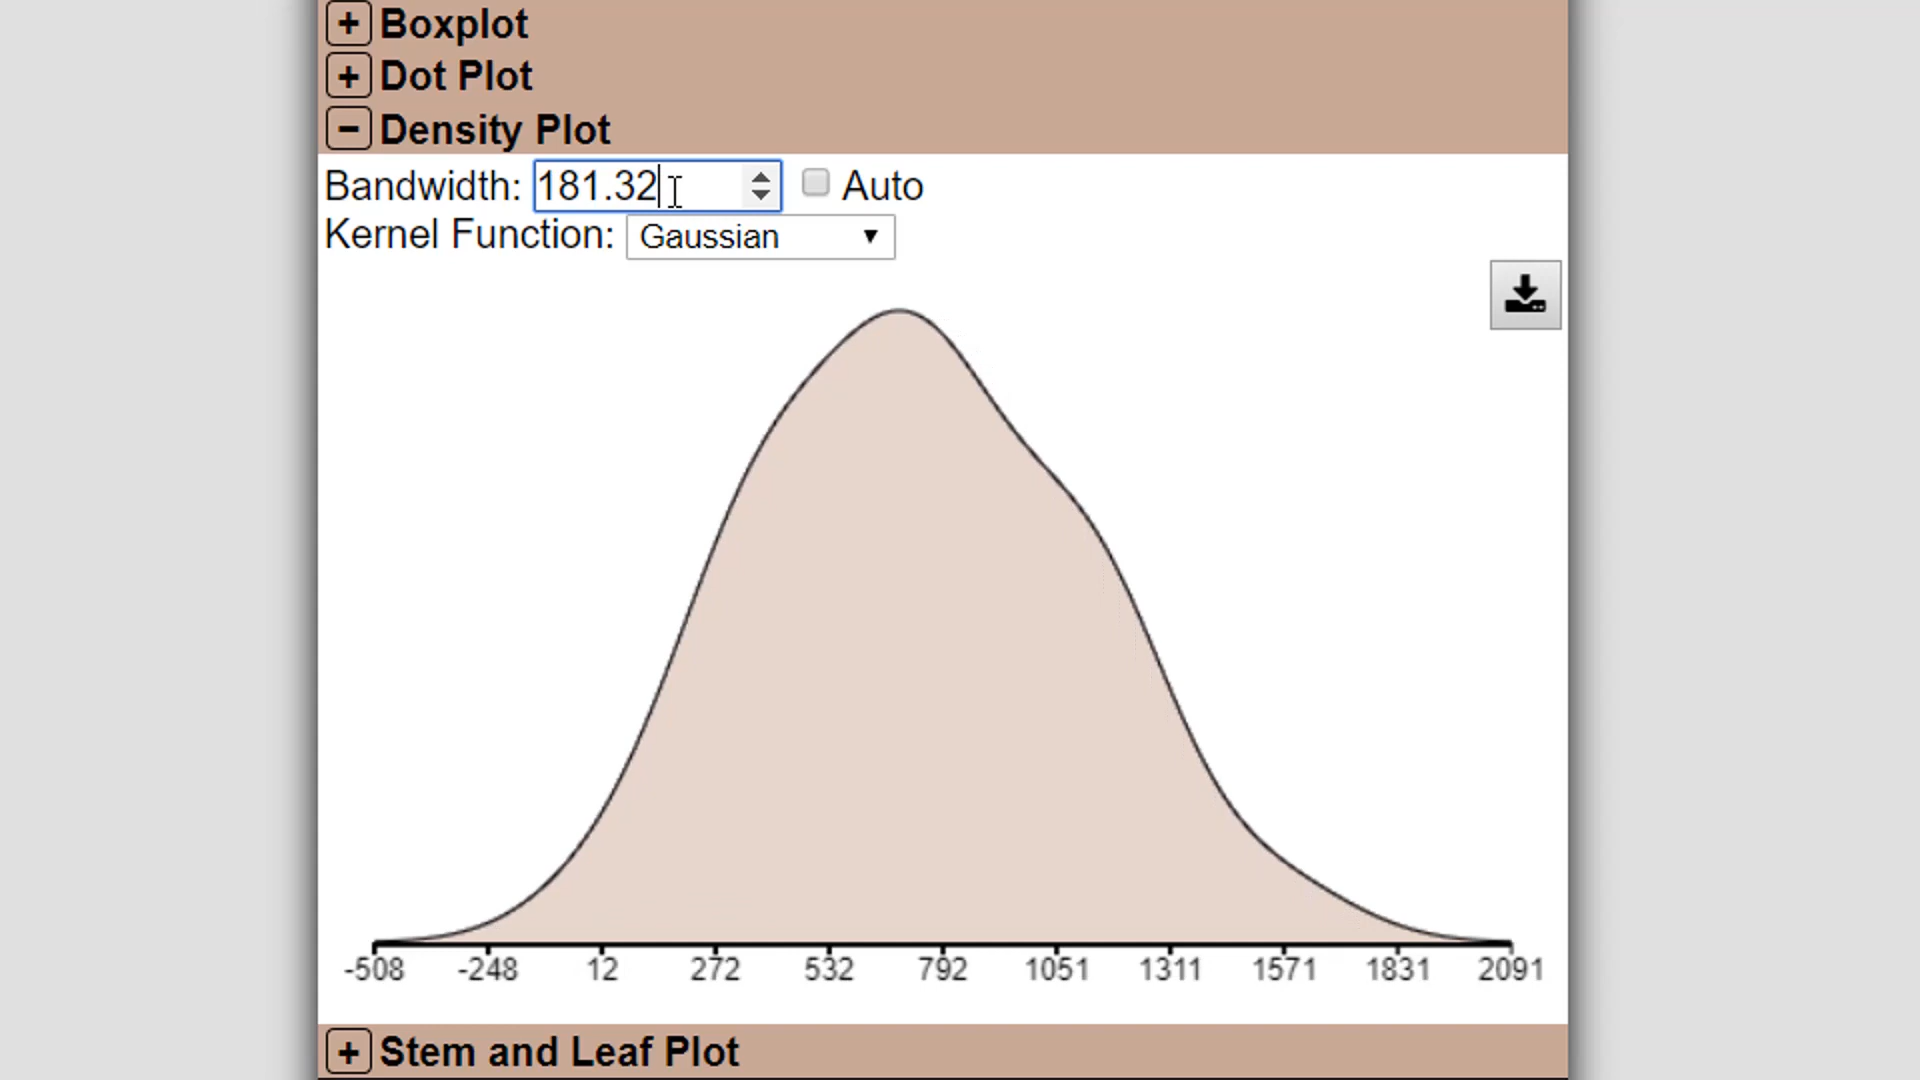 + Boxplot
+ Dot Plot
− Density Plot
Bandwidth: 181.32 Auto
Kernel Function: Gaussian
-508 -248 12 272 532 792 1051 1311 1571 1831 2091
+ Stem and Leaf Plot